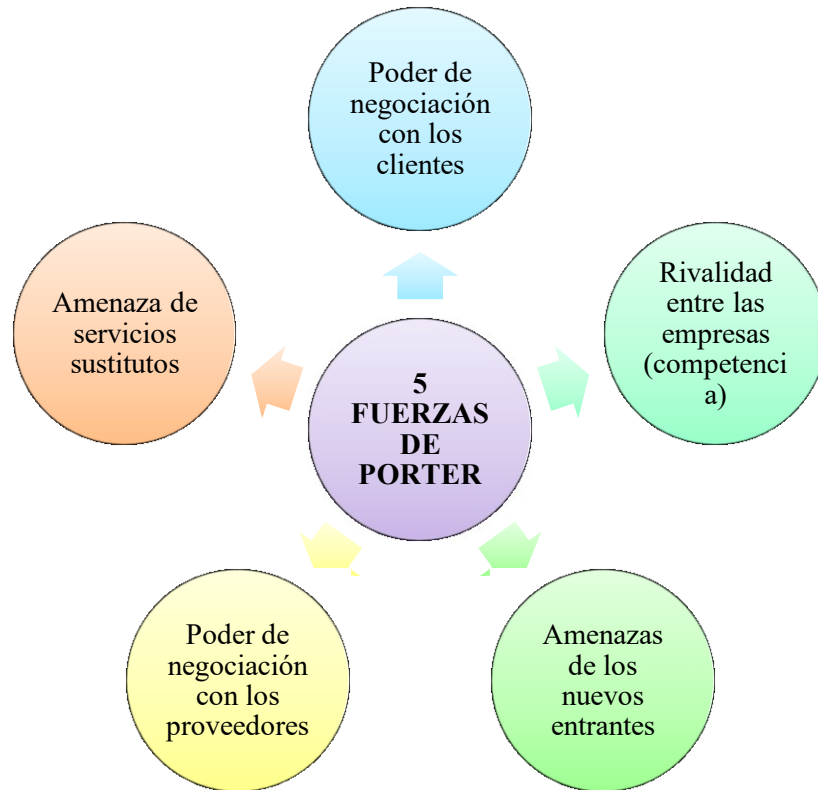 Poder de
negociación
con los
clientes
Amenaza de
servicios
sustitutos
Rivalidad
entre las
empresas
(competenci
a)
5
FUERZAS
DE
PORTER
Poder de
negociación
con los
proveedores
Amenazas
de los
nuevos
entrantes